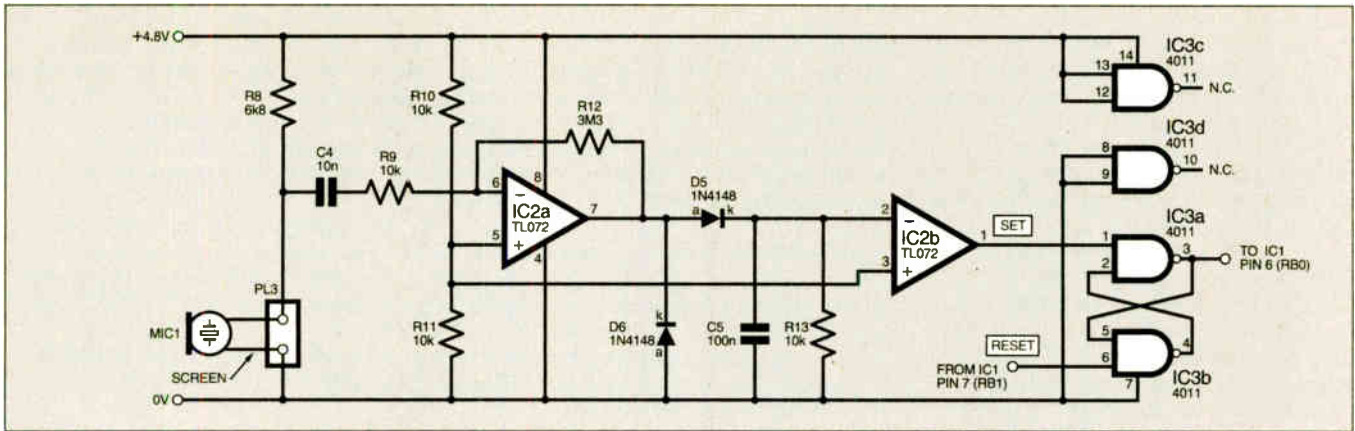 +4.8V
R8
6k8
C4
10n
R9
10k
R10
10k
R12
3M3
6
8
−
IC2a
TL072
7
5
+
4
D5
1N4148
a
k
2
−
IC2b
TL072
1
3
+
SET
14
13
12
11
IC3c
4011
N.C.
8
9
10
IC3d
4011
N.C.
IC3a
4011
1
2
3
TO IC1
PIN 6 (RB0)
PL3
MIC1
SCREEN
R11
10k
k
D6
1N4148
a
C5
100n
R13
10k
RESET
FROM IC1
PIN 7 (RB1)
5
6
4
7
IC3b
4011
0V